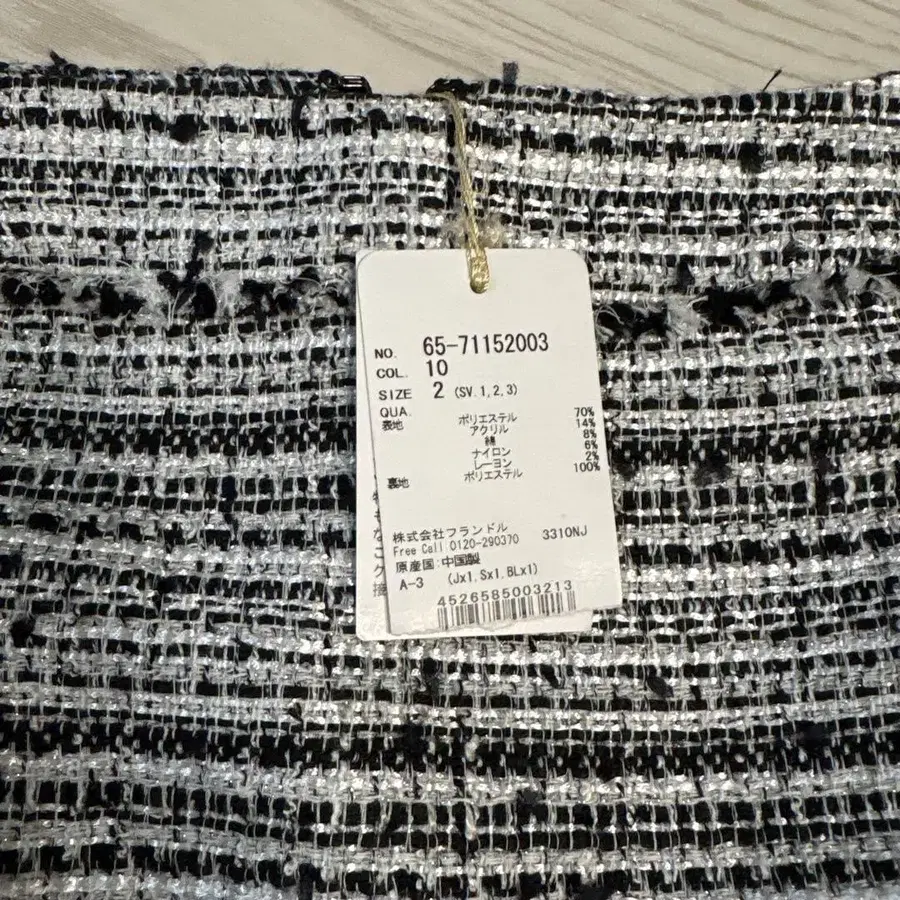 NO. 65-71152003
COL. 10
SIZE 2 (SV.1,2,3)
QUA.
表地 ポリエステル 70%
アクリル 14%
綿 8%
ナイロン 6%
レーヨン 2%
裏地 ポリエステル 100%
株式会社フランドル 3310NJ
Free Call 0120-290370
原産国:中国製
A-3 (Jx1,Sx1,BLx1)
4526585003213